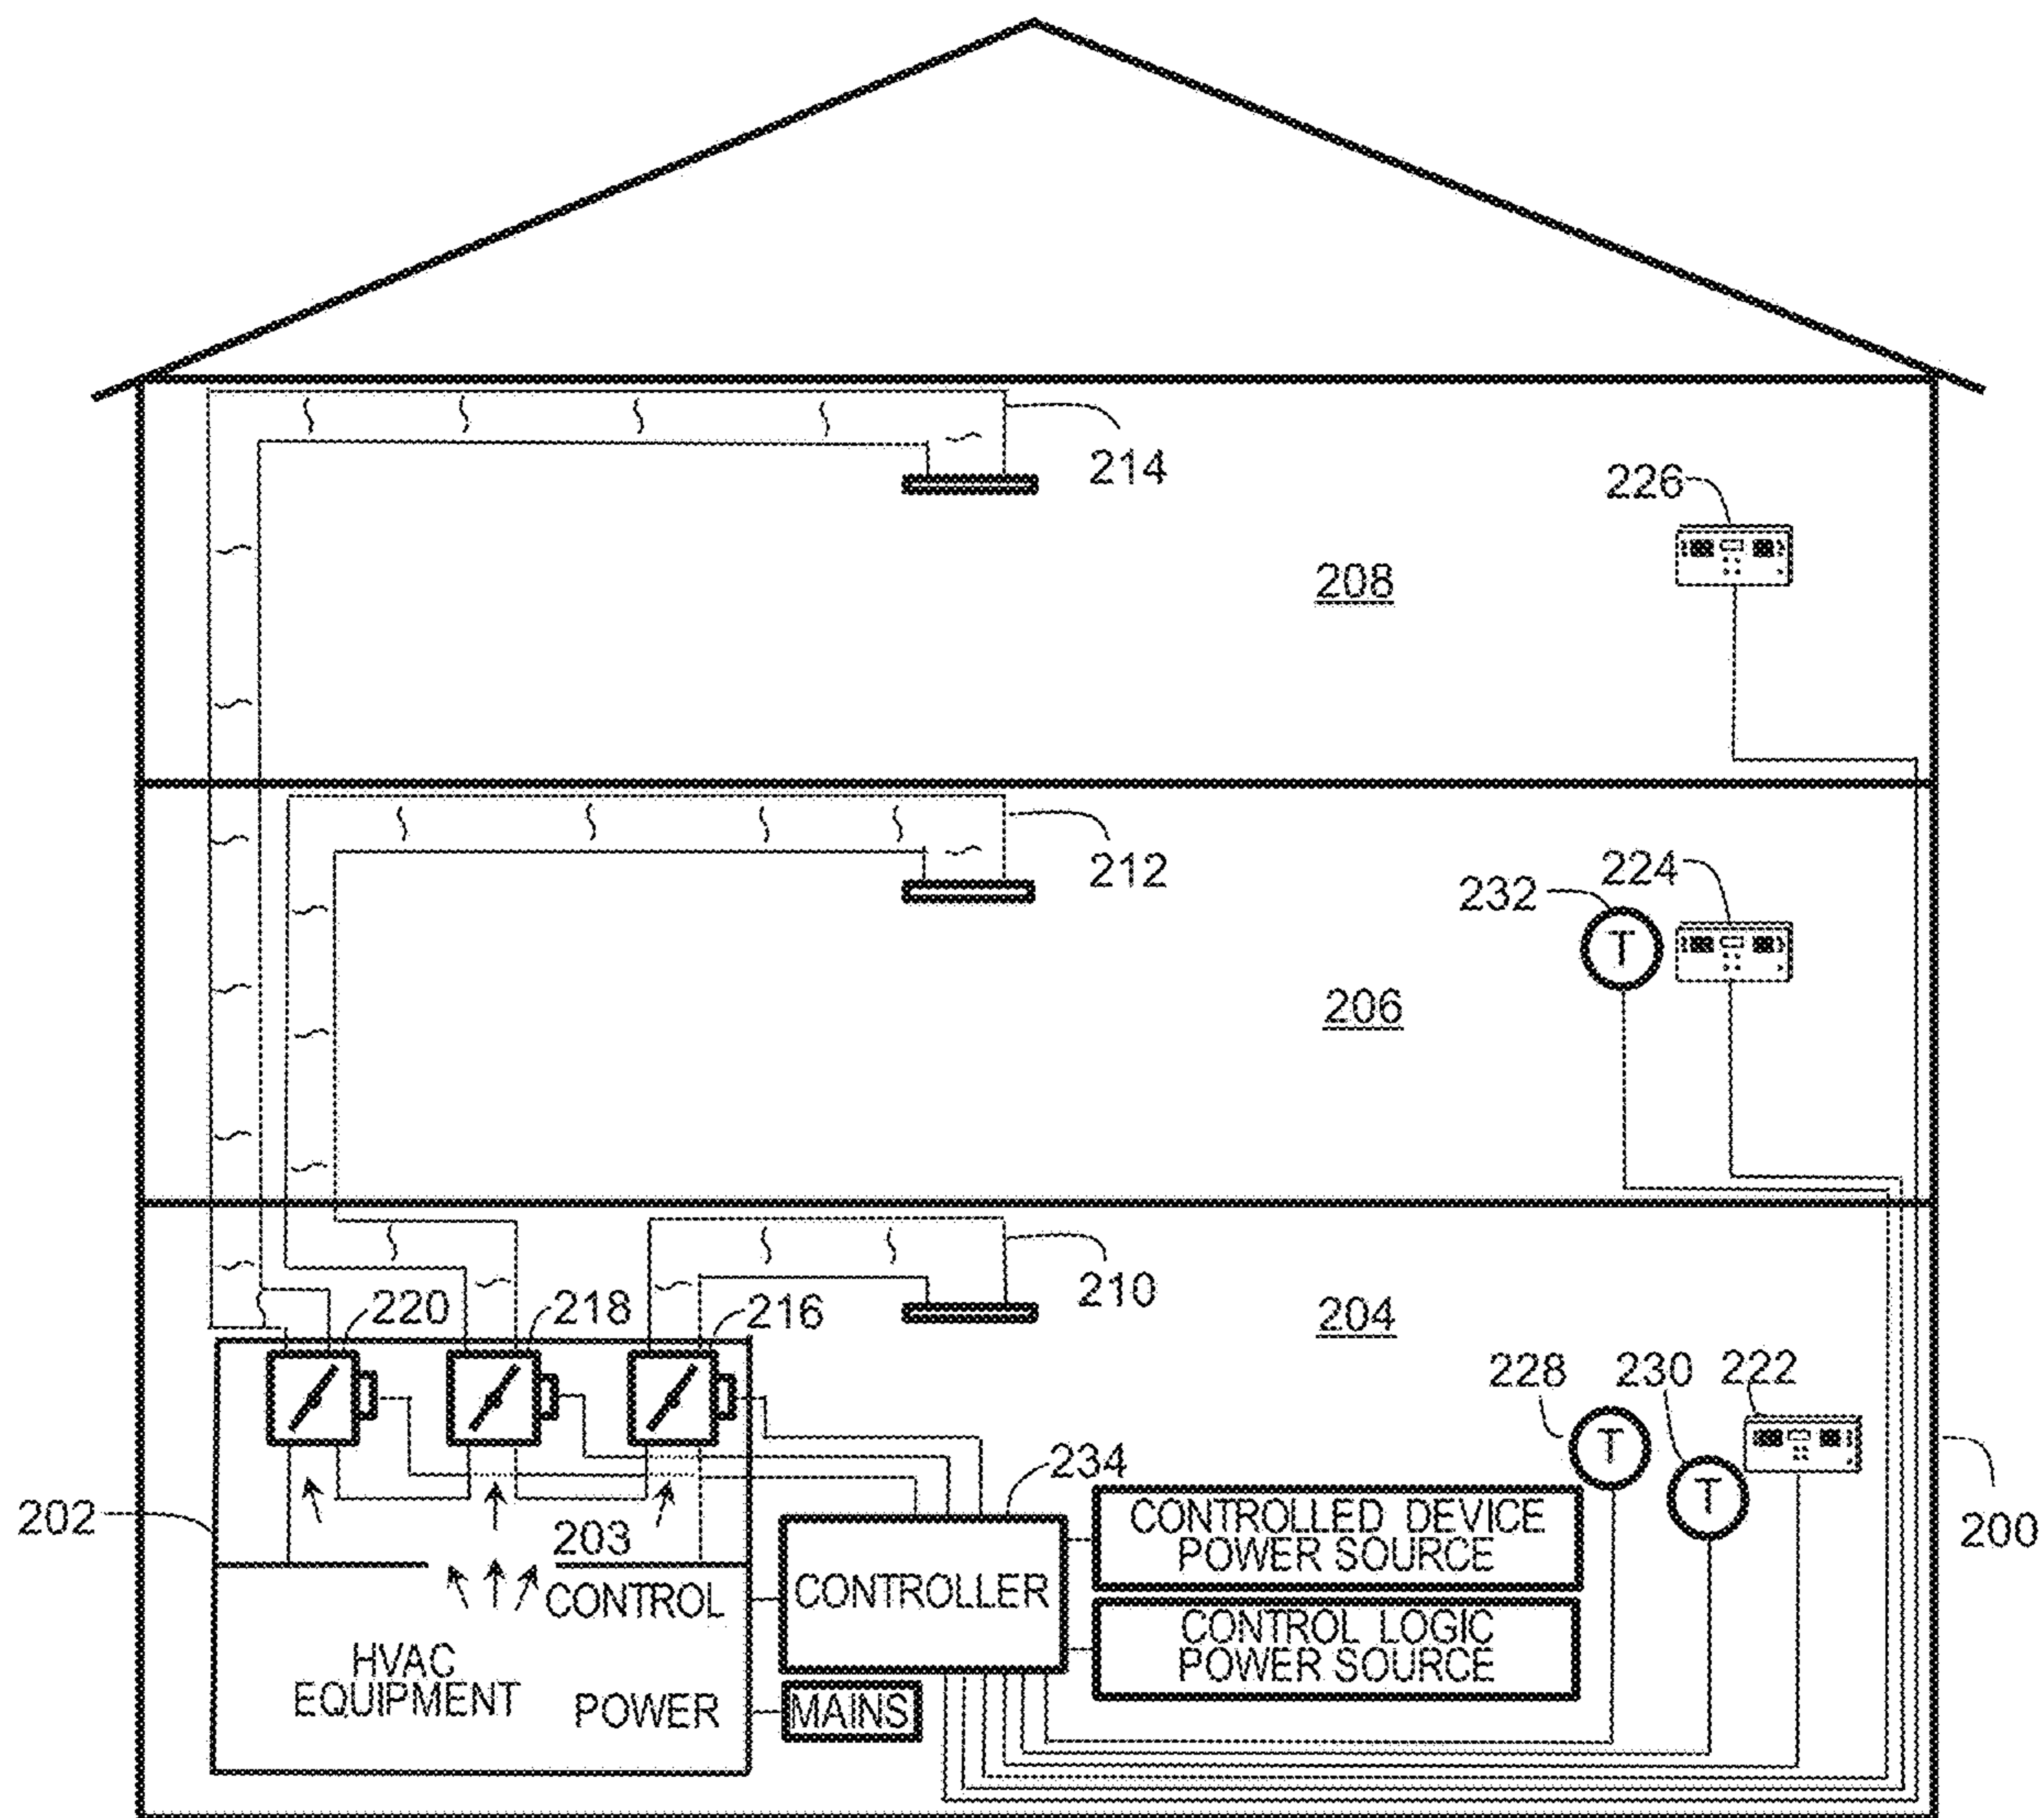 214
226
208
212
232
224
T
206
210
220
218
216
204
228
230
222
T
T
234
202
203
200
CONTROLLED DEVICE
POWER SOURCE
CONTROL
CONTROLLER
CONTROL LOGIC
POWER SOURCE
HVAC
EQUIPMENT
POWER
MAINS